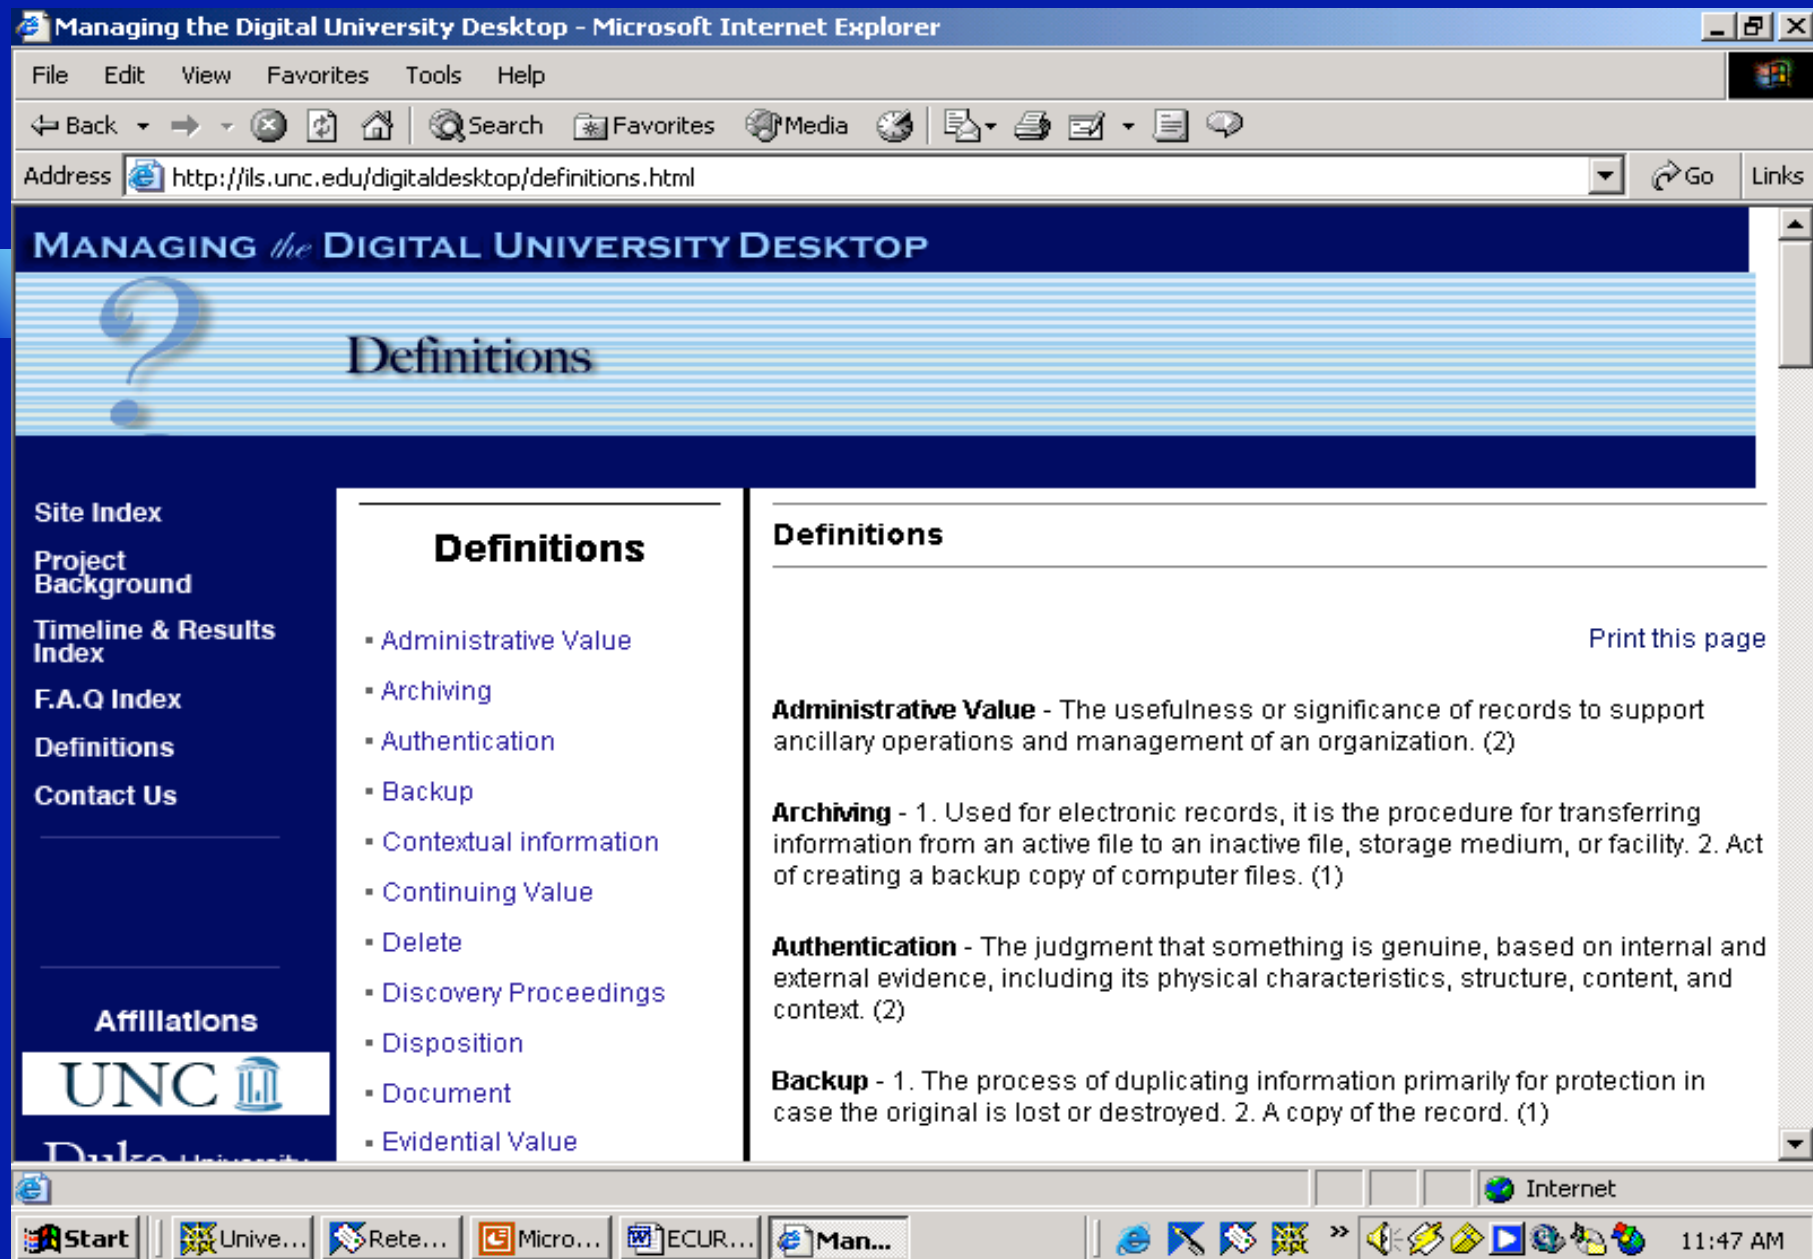 Managing the Digital University Desktop - Microsoft Internet Explorer
File Edit View Favorites Tools Help
Back Search Favorites Media
Address http://ils.unc.edu/digitaldesktop/definitions.html Go Links
MANAGING the DIGITAL UNIVERSITY DESKTOP
?
Definitions
Site Index
Project
Background
Timeline & Results
Index
F.A.Q Index
Definitions
Contact Us
Affiliations
UNC
Duke University
Definitions
▪ Administrative Value
▪ Archiving
▪ Authentication
▪ Backup
▪ Contextual information
▪ Continuing Value
▪ Delete
▪ Discovery Proceedings
▪ Disposition
▪ Document
▪ Evidential Value
Definitions
Print this page
Administrative Value - The usefulness or significance of records to support
ancillary operations and management of an organization. (2)
Archiving - 1. Used for electronic records, it is the procedure for transferring
information from an active file to an inactive file, storage medium, or facility. 2. Act
of creating a backup copy of computer files. (1)
Authentication - The judgment that something is genuine, based on internal and
external evidence, including its physical characteristics, structure, content, and
context. (2)
Backup - 1. The process of duplicating information primarily for protection in
case the original is lost or destroyed. 2. A copy of the record. (1)
Internet
Start Unive... Rete... Micro... ECUR... Man... » 11:47 AM